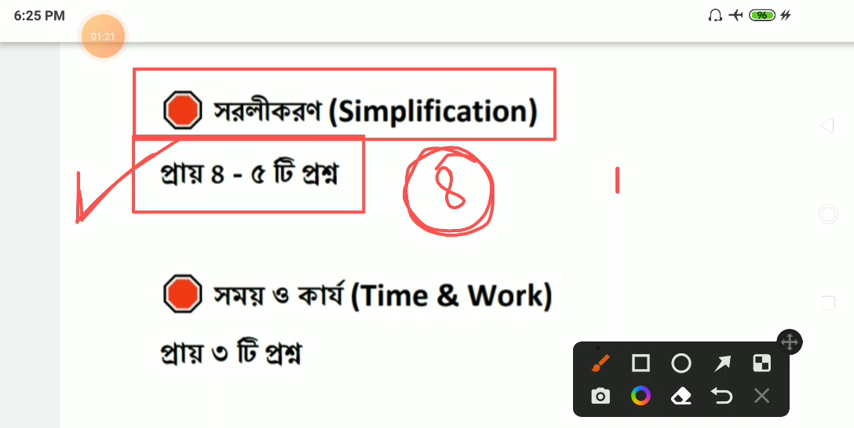 6:25 PM
96
01:21
সরলীকরণ (Simplification)
প্রায় ৪ - ৫ টি প্রশ্ন
৪
সময় ও কার্য (Time & Work)
প্রায় ৩ টি প্রশ্ন